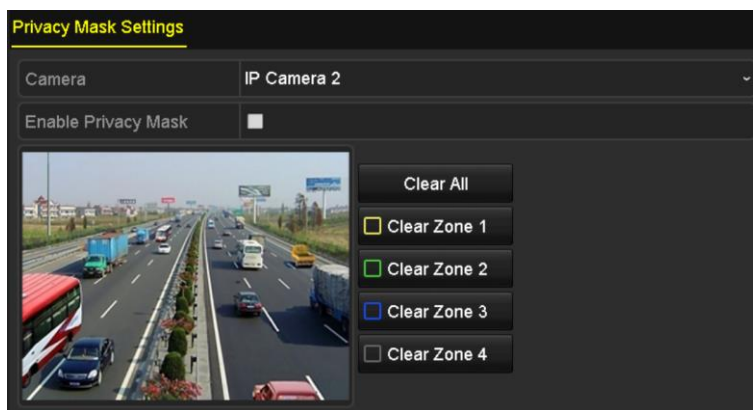 Privacy Mask Settings
Camera
IP Camera 2
Enable Privacy Mask
Clear All
Clear Zone 1
Clear Zone 2
Clear Zone 3
Clear Zone 4